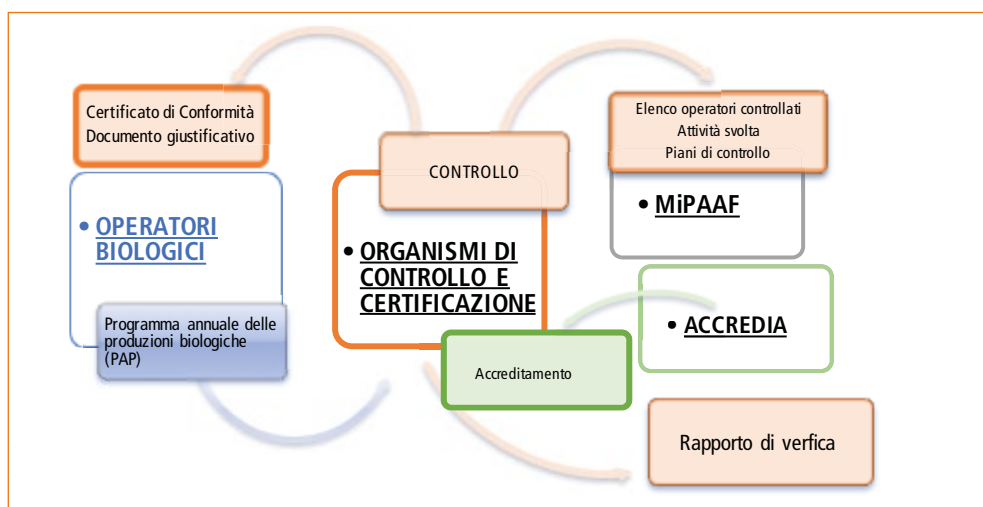 Certificato di Conformità
Documento giustificativo
• OPERATORI
BIOLOGICI
Programma annuale delle
produzioni biologiche
(PAP)
CONTROLLO
• ORGANISMI DI
CONTROLLO E
CERTIFICAZIONE
Accreditamento
Elenco operatori controllati
Attività svolta
Piani di controllo
• MiPAAF
• ACCREDIA
Rapporto di verfica